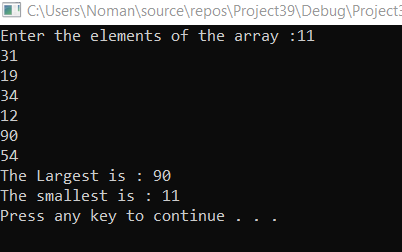 C:\Users\Noman\source\repos\Project39\Debug\Project3
Enter the elements of the array :11
31
19
34
12
90
54
The Largest is : 90
The smallest is : 11
Press any key to continue . . .